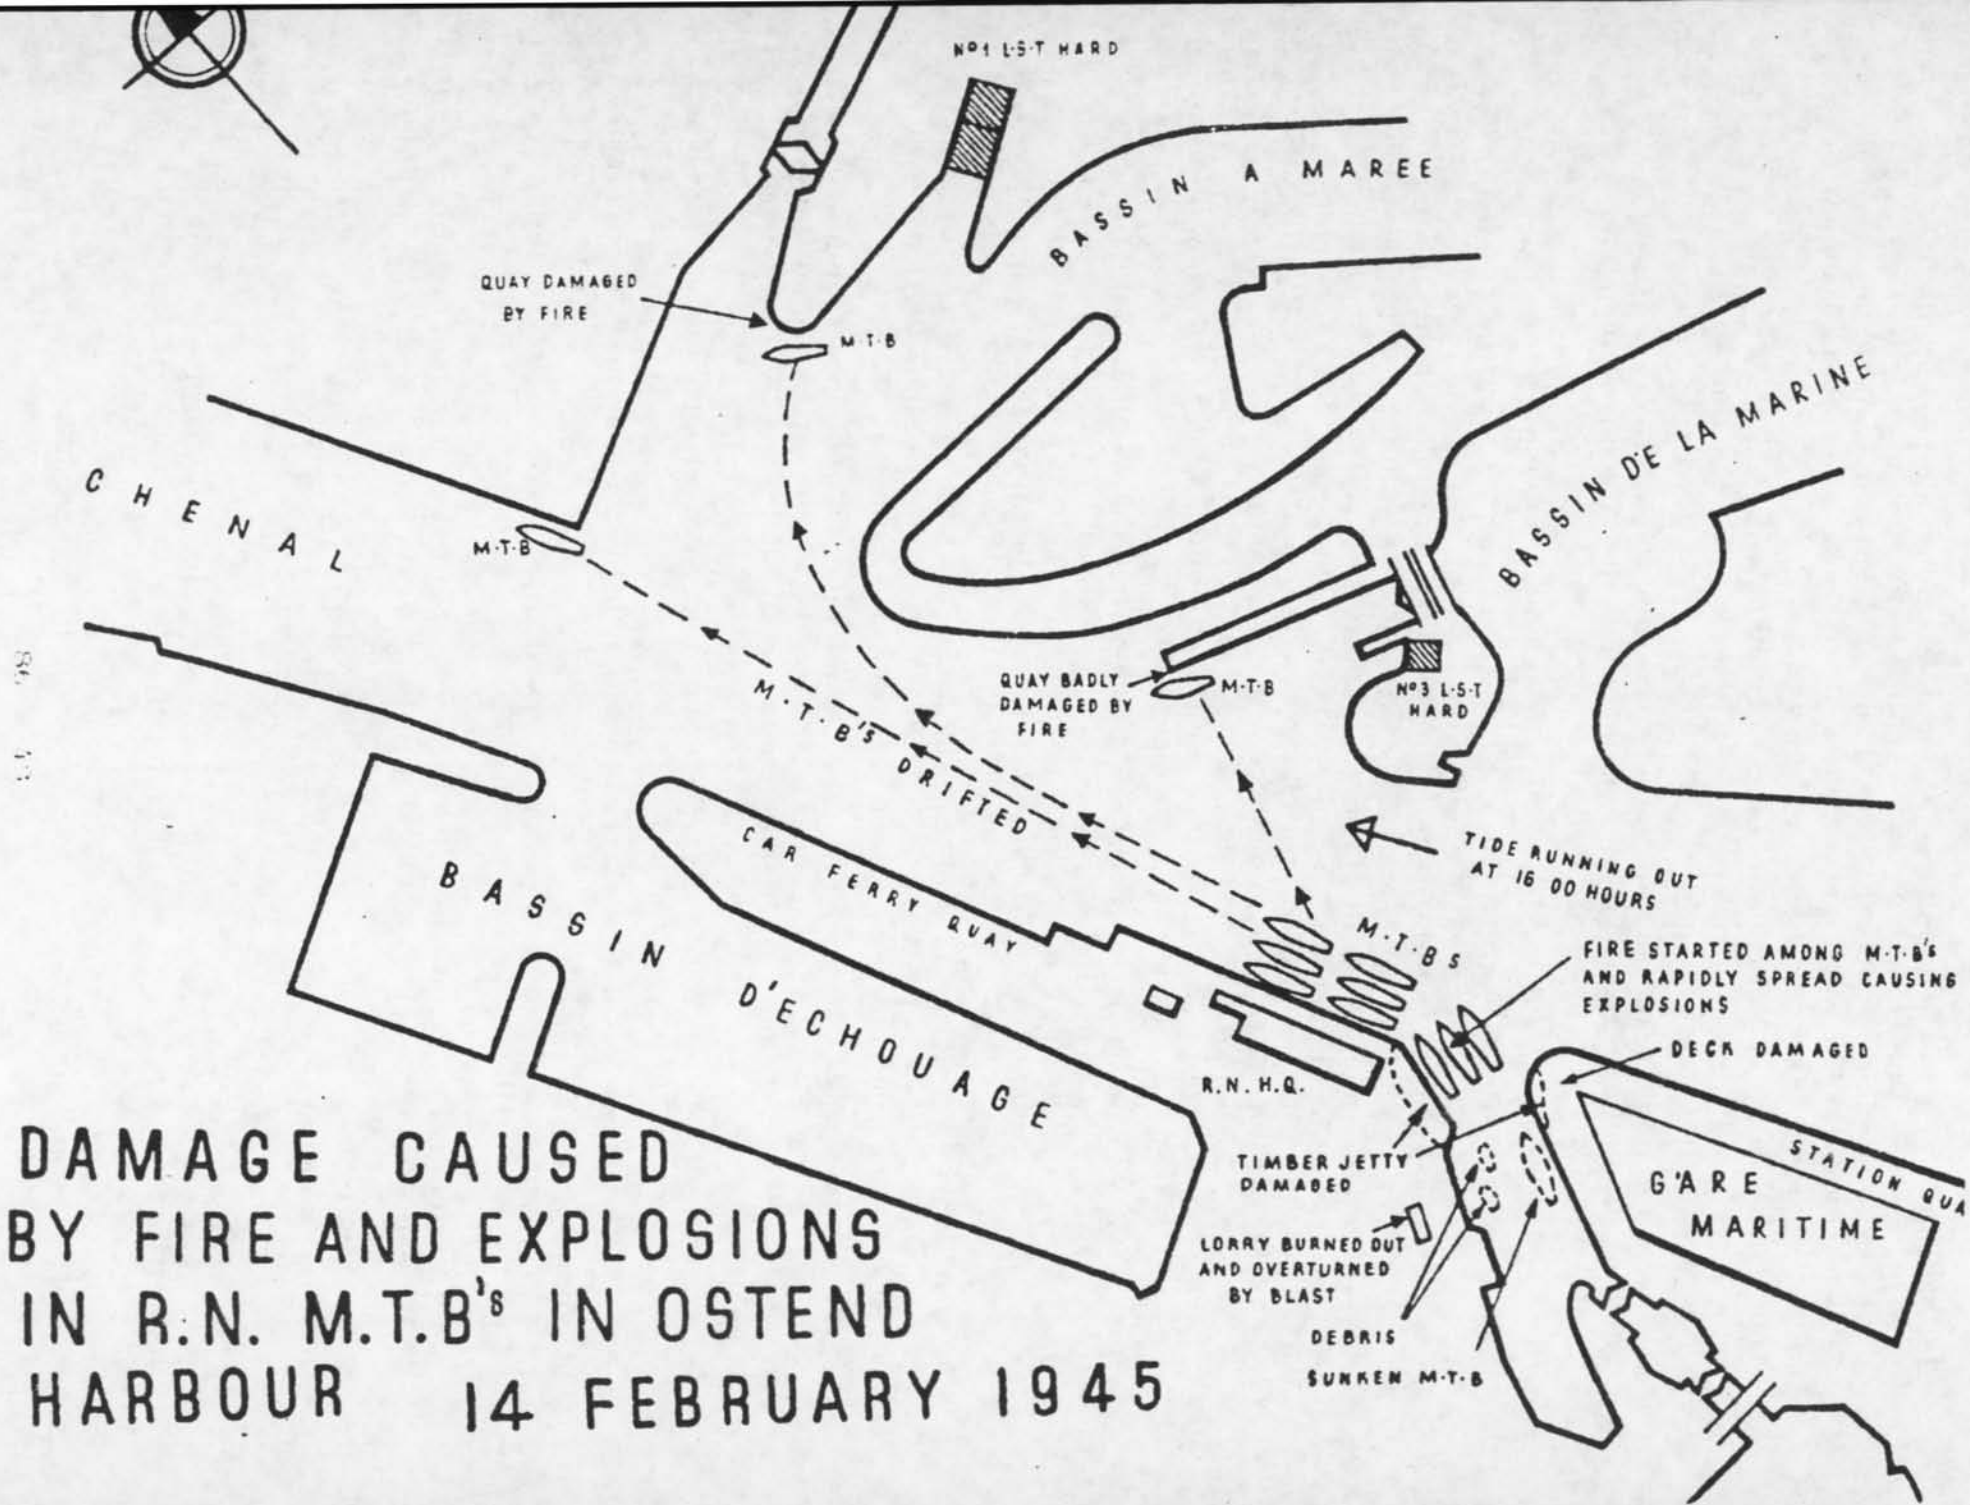 Nº1 L·S·T HARD
BASSIN A MAREE
QUAY DAMAGED
BY FIRE
M·T·B
CHENAL
M·T·B
BASSIN DE LA MARINE
QUAY BADLY
DAMAGED BY
FIRE
M·T·B
Nº3 L·S·T
HARD
M·T·B's DRIFTED
CAR FERRY QUAY
TIDE RUNNING OUT
AT 16 00 HOURS
BASSIN D'ECHOUAGE
M·T·B s
FIRE STARTED AMONG M·T·B's
AND RAPIDLY SPREAD CAUSING
EXPLOSIONS
DECK DAMAGED
R.N.H.Q.
TIMBER JETTY
DAMAGED
STATION QUA
GARE
MARITIME
LORRY BURNED OUT
AND OVERTURNED
BY BLAST
DEBRIS
SUNKEN M·T·B
DAMAGE CAUSED
BY FIRE AND EXPLOSIONS
IN R.N. M.T.B's IN OSTEND
HARBOUR 14 FEBRUARY 1945